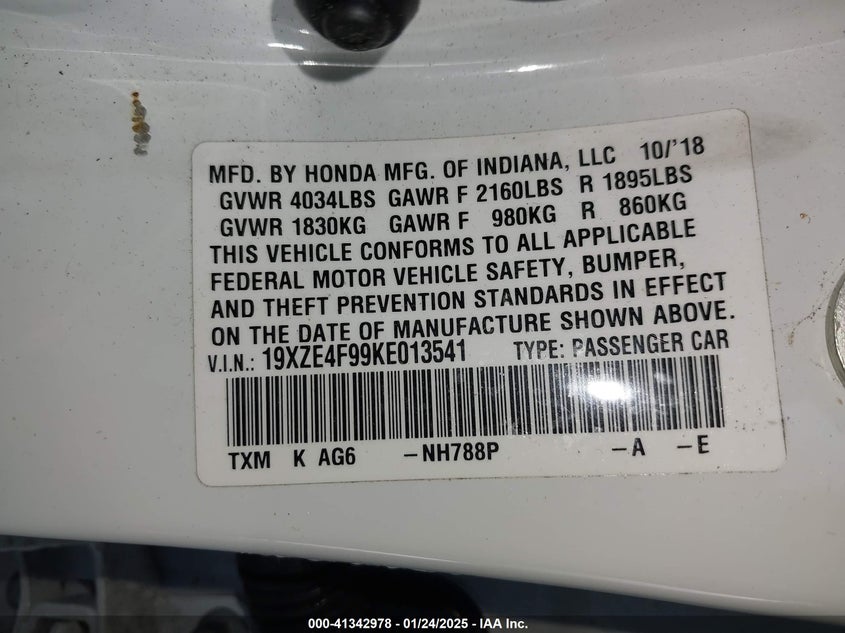 MFD. BY HONDA MFG. OF INDIANA, LLC 10/'18
GVWR 4034LBS GAWR F 2160LBS R 1895LBS
GVWR 1830KG GAWR F 980KG R 860KG
THIS VEHICLE CONFORMS TO ALL APPLICABLE
FEDERAL MOTOR VEHICLE SAFETY, BUMPER,
AND THEFT PREVENTION STANDARDS IN EFFECT
ON THE DATE OF MANUFACTURE SHOWN ABOVE.
V.I.N.: 19XZE4F99KE013541 TYPE: PASSENGER CAR
TXM K AG6 –NH788P –A –E
000-41342978 - 01/24/2025 - IAA Inc.